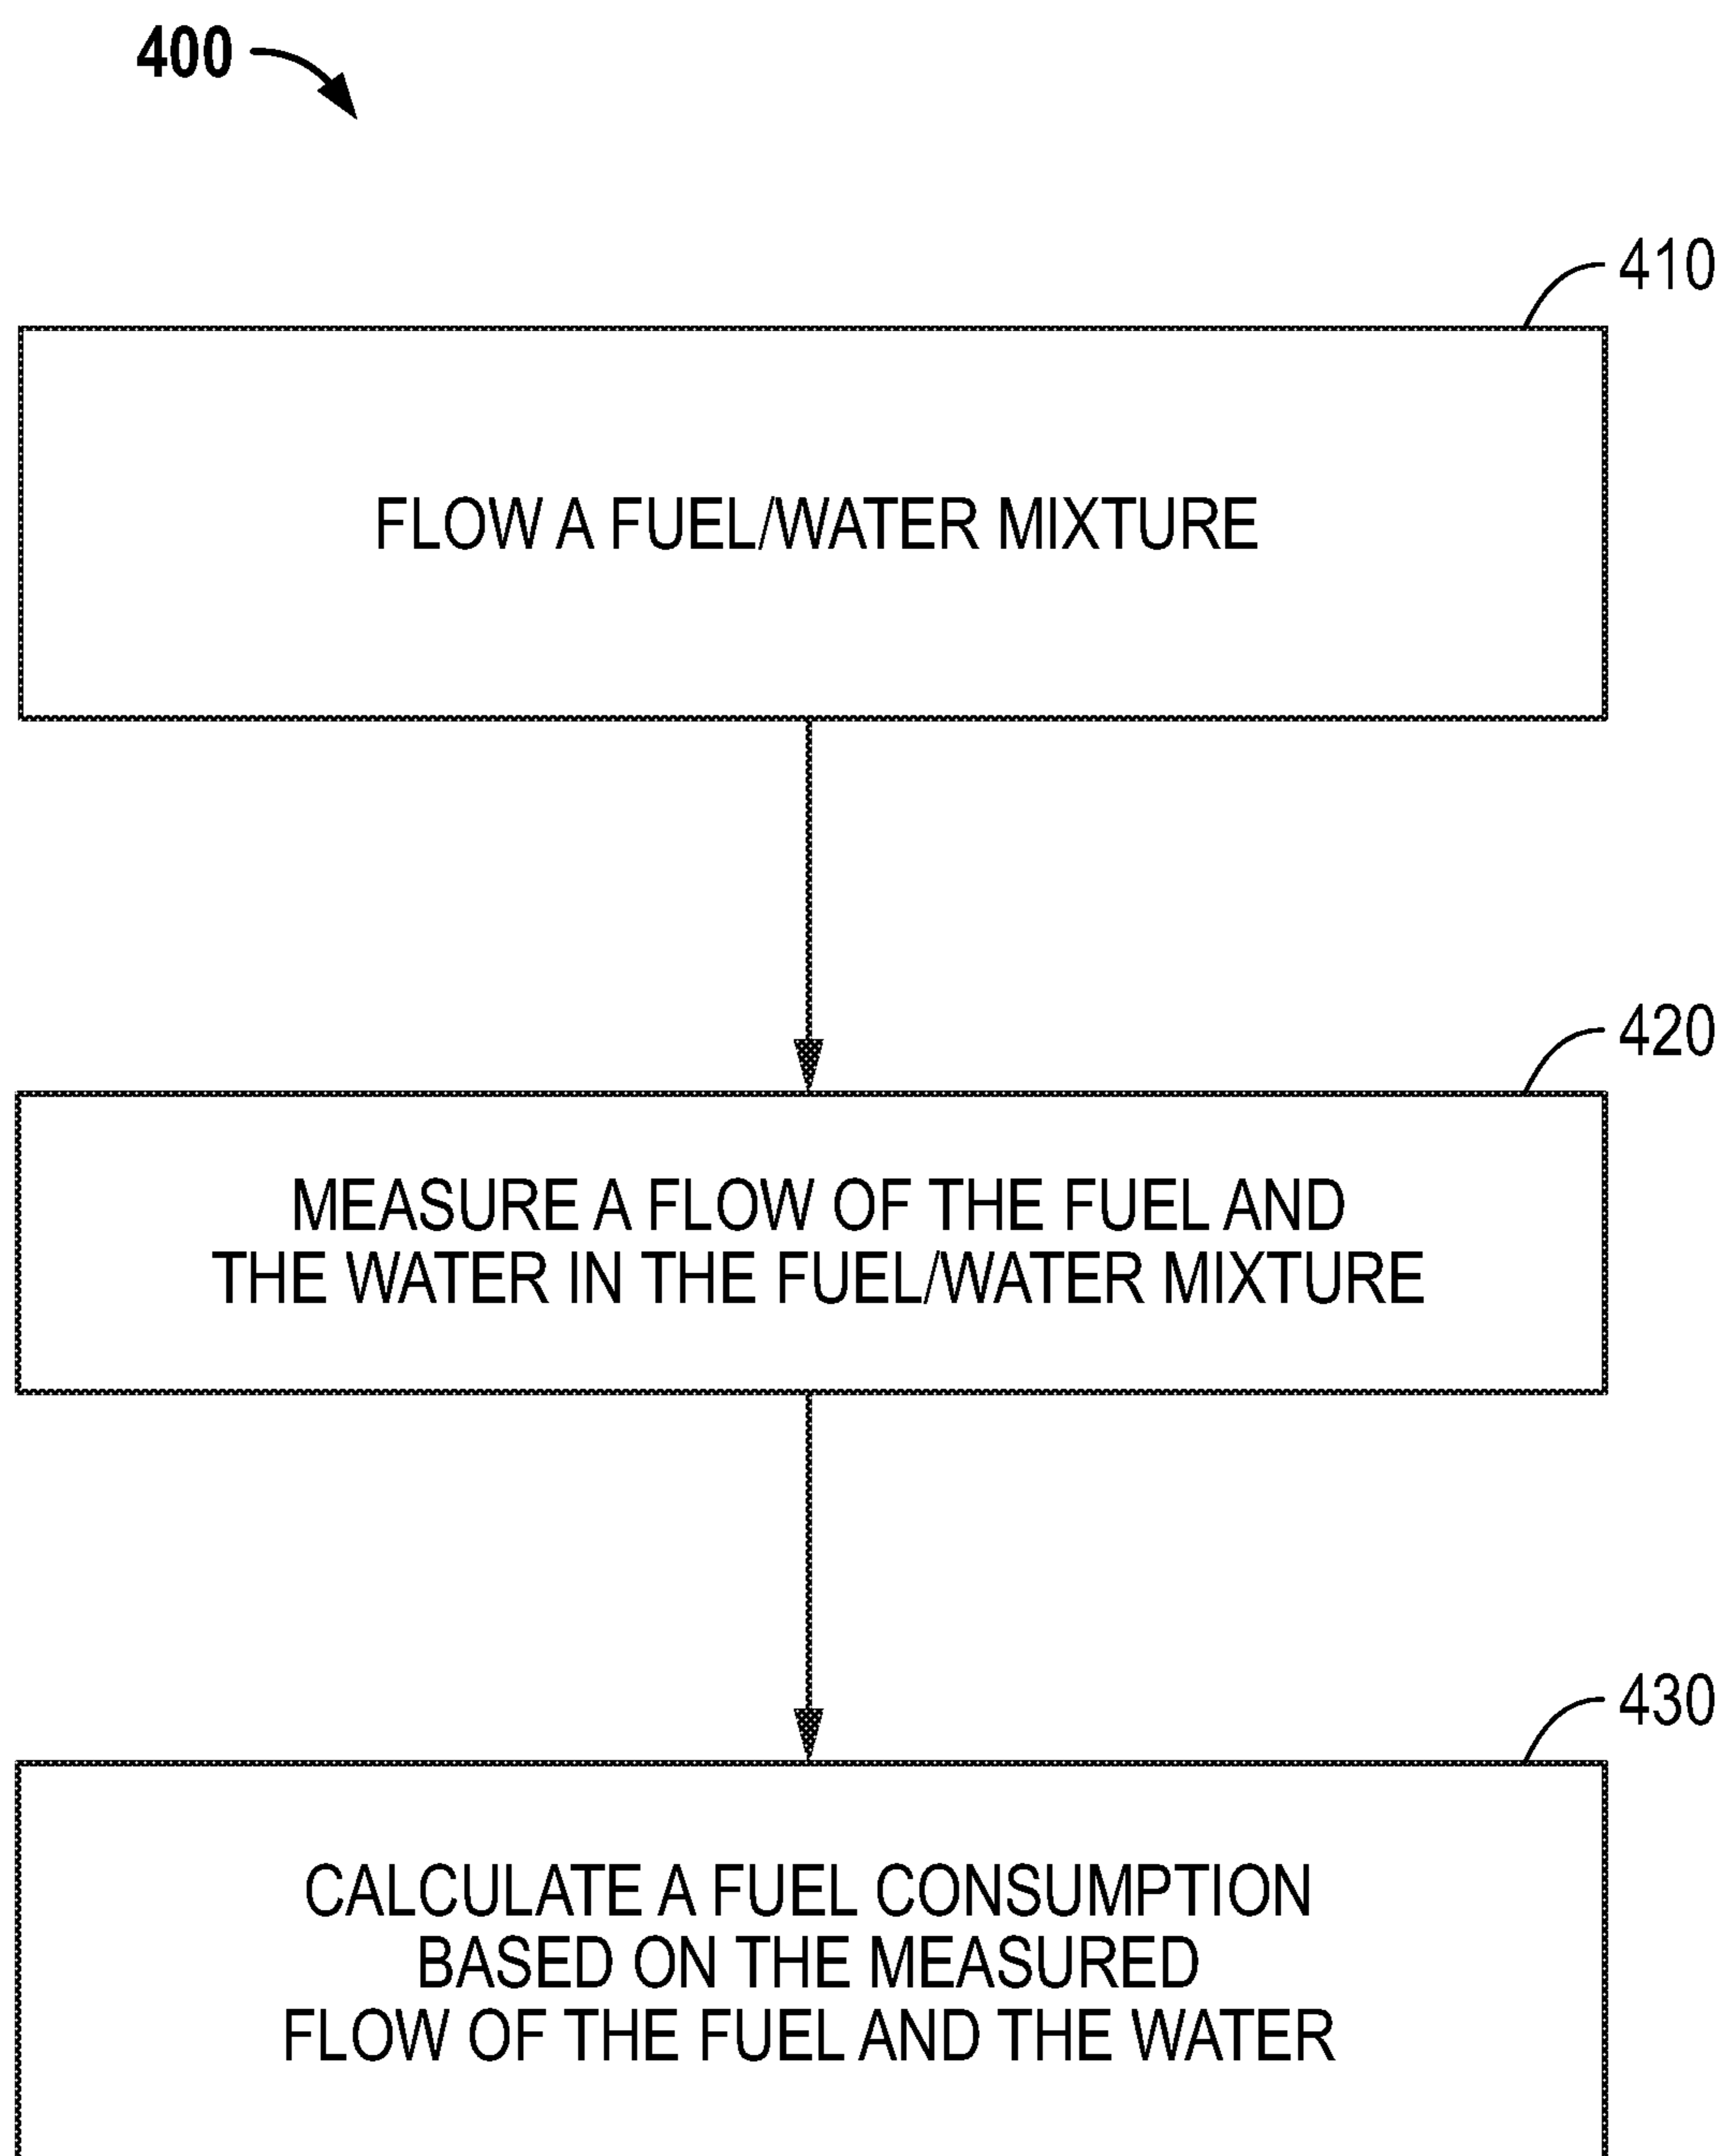 400
410
FLOW A FUEL/WATER MIXTURE
420
MEASURE A FLOW OF THE FUEL AND
THE WATER IN THE FUEL/WATER MIXTURE
430
CALCULATE A FUEL CONSUMPTION
BASED ON THE MEASURED
FLOW OF THE FUEL AND THE WATER